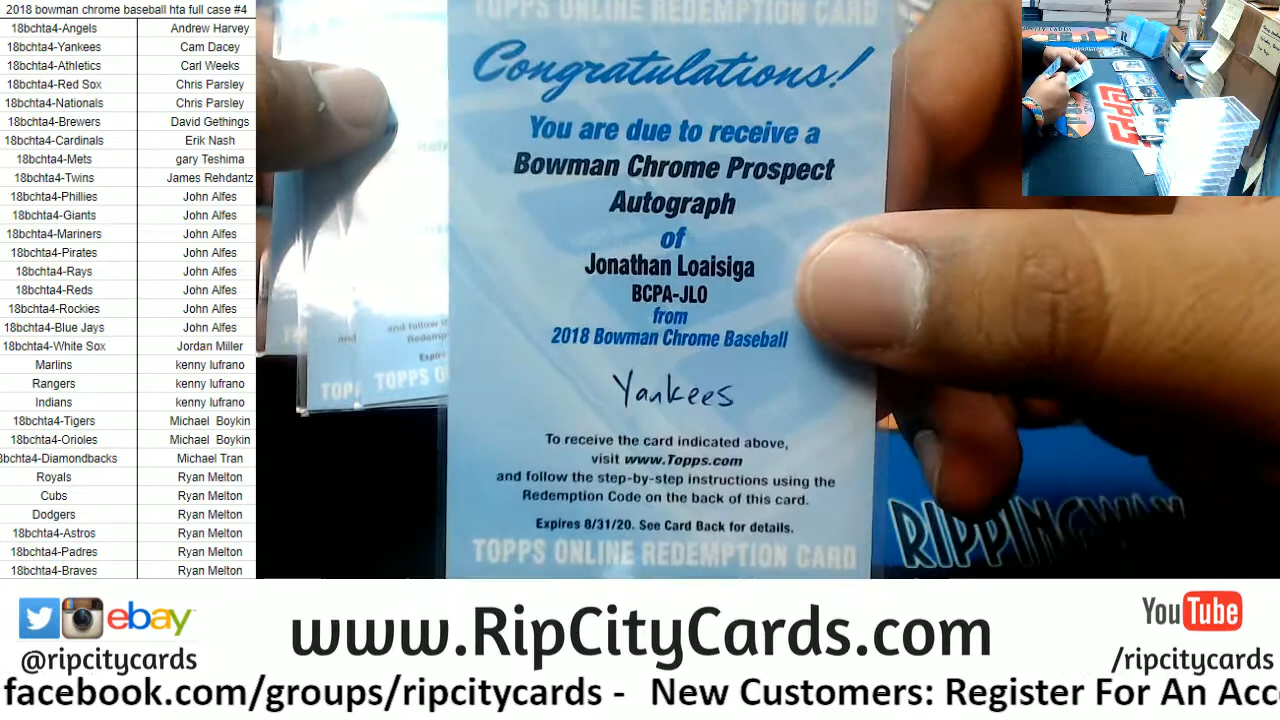 2018 bowman chrome baseball hta full case #4
18bchta4-Angels Andrew Harvey
18bchta4-Yankees Cam Dacey
18bchta4-Athletics Carl Weeks
18bchta4-Red Sox Chris Parsley
18bchta4-Nationals Chris Parsley
18bchta4-Brewers David Gethings
18bchta4-Cardinals Erik Nash
18bchta4-Mets gary Teshima
18bchta4-Twins James Rehdantz
18bchta4-Phillies John Alfes
18bchta4-Giants John Alfes
18bchta4-Mariners John Alfes
18bchta4-Pirates John Alfes
18bchta4-Rays John Alfes
18bchta4-Reds John Alfes
18bchta4-Rockies John Alfes
18bchta4-Blue Jays John Alfes
18bchta4-White Sox Jordan Miller
Marlins kenny lufrano
Rangers kenny lufrano
Indians kenny lufrano
18bchta4-Tigers Michael Boykin
18bchta4-Orioles Michael Boykin
8bchta4-Diamondbacks Michael Tran
Royals Ryan Melton
Cubs Ryan Melton
Dodgers Ryan Melton
18bchta4-Astros Ryan Melton
18bchta4-Padres Ryan Melton
18bchta4-Braves Ryan Melton
TOPPS ONLINE REDEMPTION CARD
Congratulations!
You are due to receive a
Bowman Chrome Prospect
Autograph
of
Jonathan Loaisiga
BCPA-JLO
from
2018 Bowman Chrome Baseball
Yankees
To receive the card indicated above,
visit www.Topps.com
and follow the step-by-step instructions using the
Redemption Code on the back of this card.
Expires 8/31/20. See Card Back for details.
TOPPS ONLINE REDEMPTION CARD
and follow
TOPPS O
RIPPINGWAX
ebay
@ripcitycards
www.RipCityCards.com
YouTube
/ripcitycards
facebook.com/groups/ripcitycards - New Customers: Register For An Acc